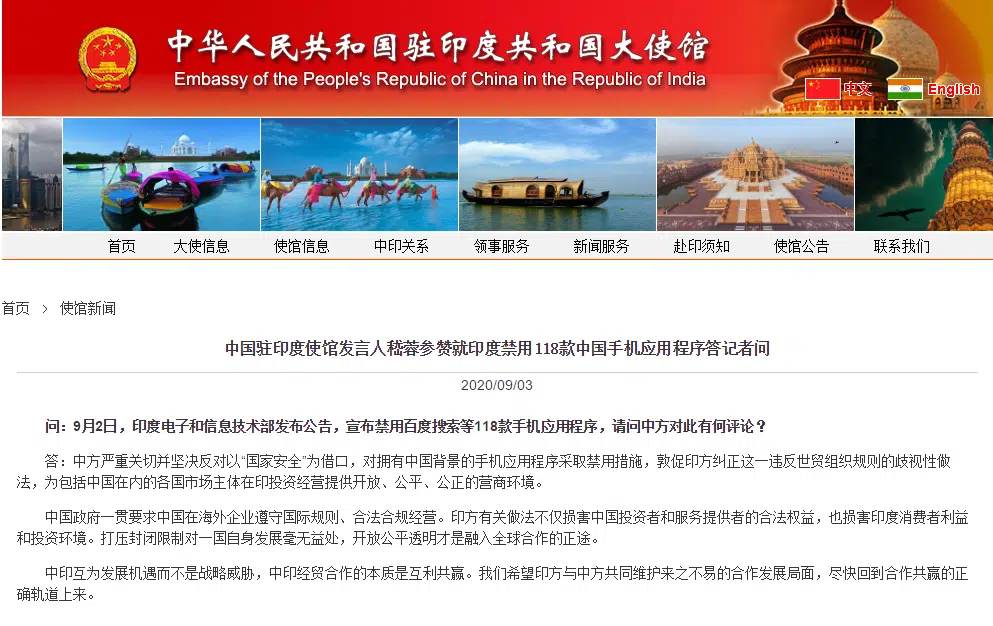 中华人民共和国驻印度共和国大使馆
Embassy of the People's Republic of China in the Republic of India
中文 English
首页 大使信息 使馆信息 中印关系 领事服务 新闻服务 赴印须知 使馆公告 联系我们
首页 > 使馆新闻
中国驻印度使馆发言人嵇蓉参赞就印度禁用118款中国手机应用程序答记者问
2020/09/03
问：9月2日，印度电子和信息技术部发布公告，宣布禁用百度搜索等118款手机应用程序，请问中方对此有何评论？
答：中方严重关切并坚决反对以“国家安全”为借口，对拥有中国背景的手机应用程序采取禁用措施，敦促印方纠正这一违反世贸组织规则的歧视性做
法，为包括中国在内的各国市场主体在印投资经营提供开放、公平、公正的营商环境。
中国政府一贯要求中国在海外企业遵守国际规则、合法合规经营。印方有关做法不仅损害中国投资者和服务提供者的合法权益，也损害印度消费者利益
和投资环境。打压封闭限制对一国自身发展毫无益处，开放公平透明才是融入全球合作的正途。
中印互为发展机遇而不是战略威胁，中印经贸合作的本质是互利共赢。我们希望印方与中方共同维护来之不易的合作发展局面，尽快回到合作共赢的正
确轨道上来。